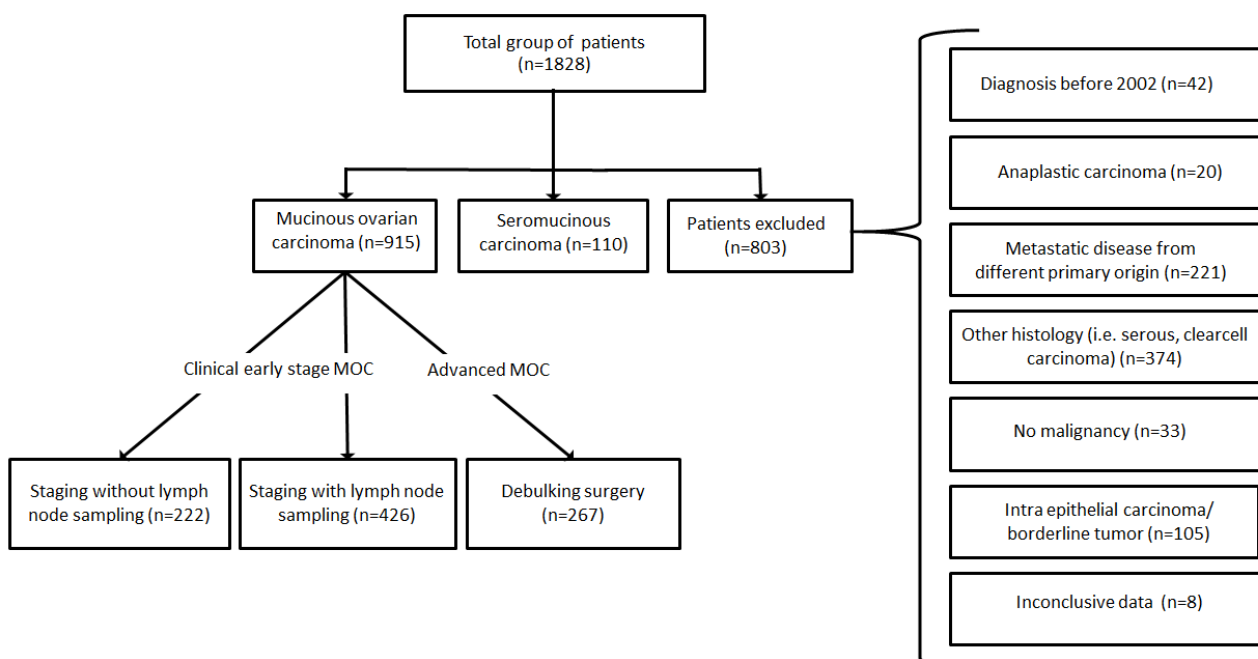 Total group of patients
(n=1828)
Mucinous ovarian
carcinoma (n=915)
Seromucinous
carcinoma (n=110)
Patients excluded
(n=803)
Clinical early stage MOC
Advanced MOC
Staging without lymph
node sampling (n=222)
Staging with lymph node
sampling (n=426)
Debulking surgery
(n=267)
Diagnosis before 2002 (n=42)
Anaplastic carcinoma (n=20)
Metastatic disease from
different primary origin (n=221)
Other histology (i.e. serous, clearcell
carcinoma) (n=374)
No malignancy (n=33)
Intra epithelial carcinoma/
borderline tumor (n=105)
Inconclusive data (n=8)